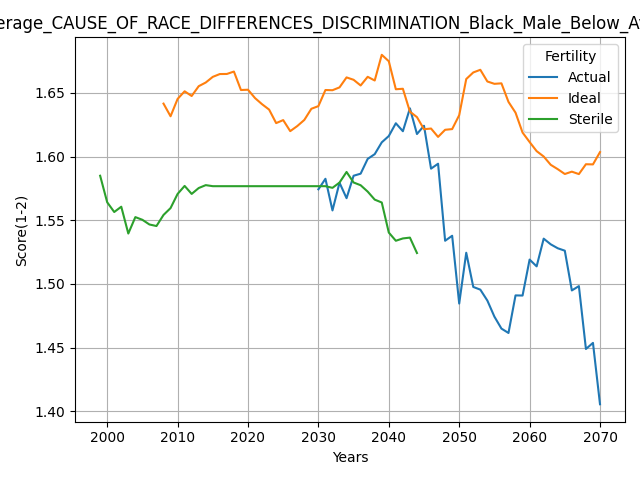 erage_CAUSE_OF_RACE_DIFFERENCES_DISCRIMINATION_Black_Male_Below_A
Fertility
Actual
Ideal
Sterile
Score(1-2)
1.65
1.60
1.55
1.50
1.45
1.40
2000 2010 2020 2030 2040 2050 2060 2070
Years